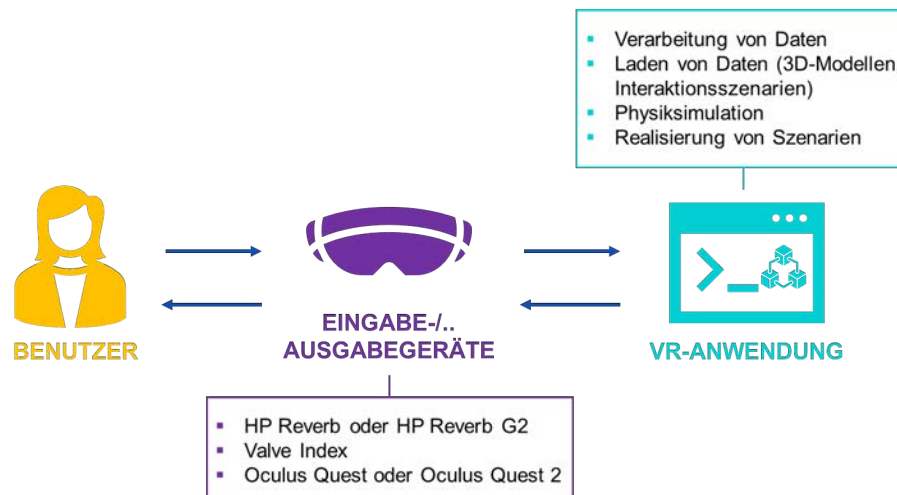 Verarbeitung von Daten
Laden von Daten (3D-Modellen,
Interaktionsszenarien)
Physiksimulation
Realisierung von Szenarien
BENUTZER
EINGABE-/..
AUSGABEGERÄTE
VR-ANWENDUNG
HP Reverb oder HP Reverb G2
Valve Index
Oculus Quest oder Oculus Quest 2